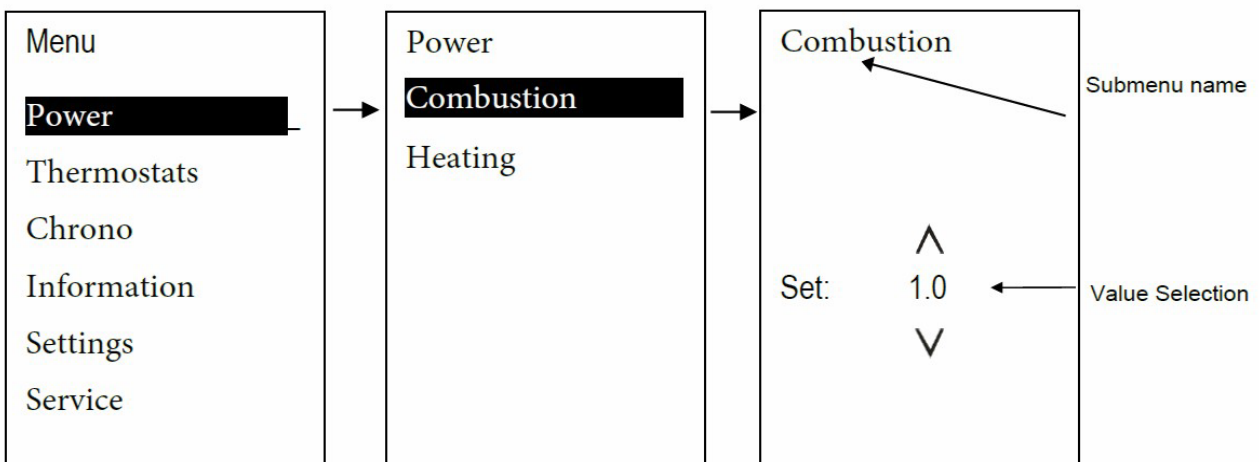 Menu
Power
Thermostats
Chrono
Information
Settings
Service
Power
Combustion
Heating
Combustion
Set: 1.0
Submenu name
Value Selection